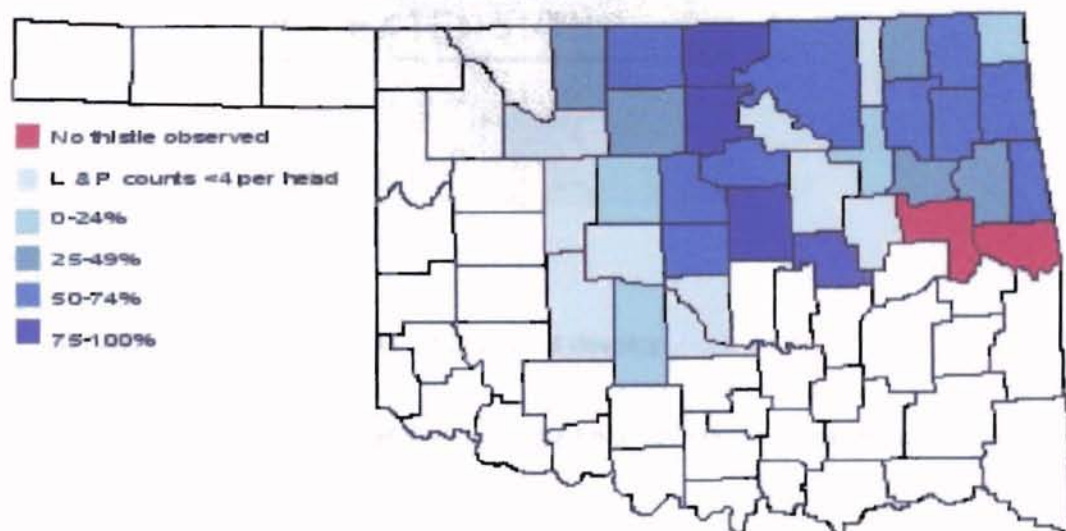 No thistle observed
L & P counts <4 per head
0-24%
25-49%
50-74%
75-100%